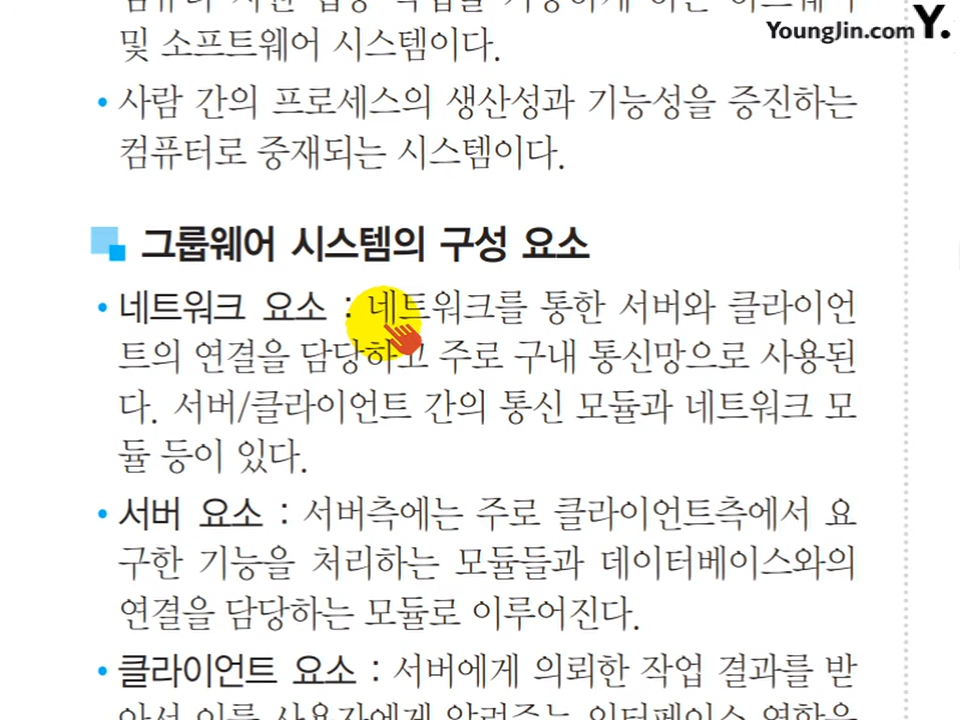 YoungJin.com Y.
및 소프트웨어 시스템이다.
• 사람 간의 프로세스의 생산성과 기능성을 증진하는
컴퓨터로 중재되는 시스템이다.
그룹웨어 시스템의 구성 요소
• 네트워크 요소 : 네트워크를 통한 서버와 클라이언
트의 연결을 담당하고 주로 구내 통신망으로 사용된
다. 서버/클라이언트 간의 통신 모듈과 네트워크 모
듈 등이 있다.
• 서버 요소 : 서버측에는 주로 클라이언트측에서 요
구한 기능을 처리하는 모듈들과 데이터베이스와의
연결을 담당하는 모듈로 이루어진다.
• 클라이언트 요소 : 서버에게 의뢰한 작업 결과를 받